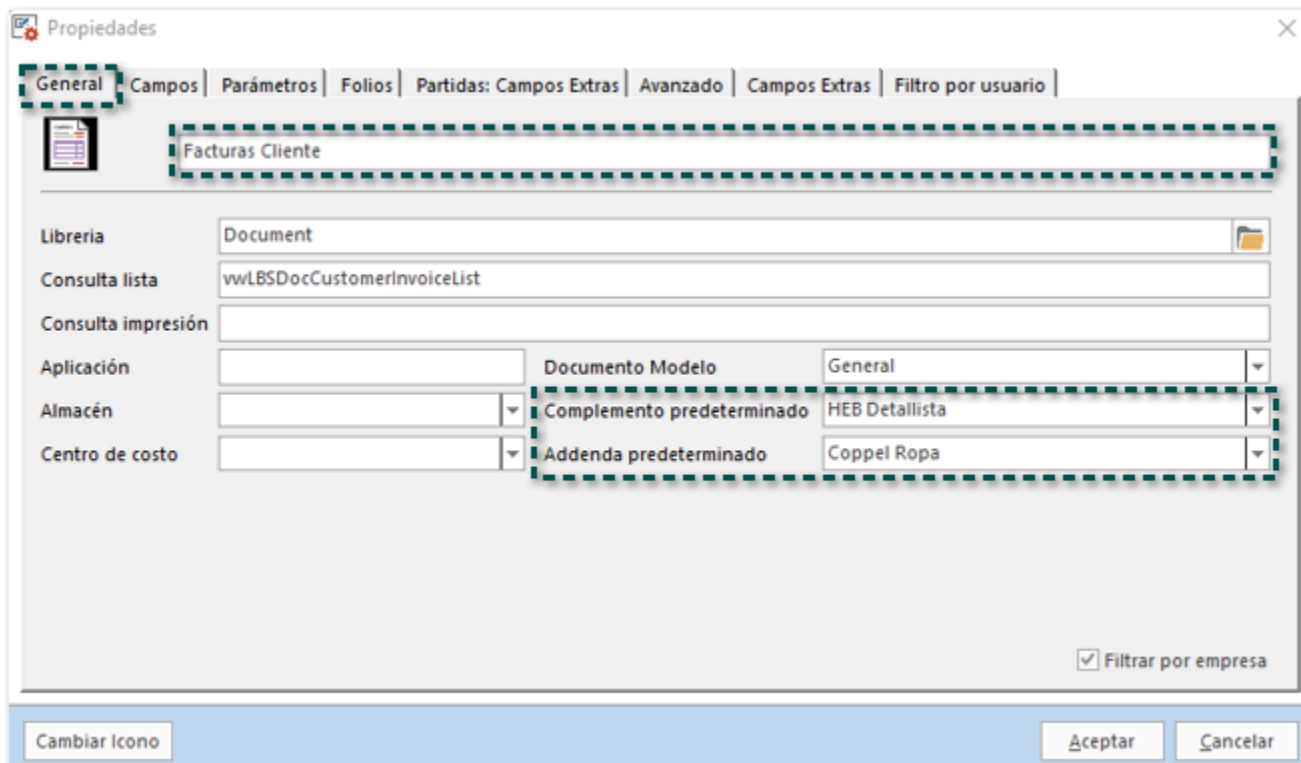 Propiedades
General Campos Parámetros Folios Partidas: Campos Extras Avanzado Campos Extras Filtro por usuario
Facturas Cliente
Libreria Document
Consulta lista vwLBSDocCustomerInvoiceList
Consulta impresión
Aplicación Documento Modelo General
Almacén Complemento predeterminado HEB Detallista
Centro de costo Addenda predeterminado Coppel Ropa
Filtrar por empresa
Cambiar Icono Aceptar Cancelar